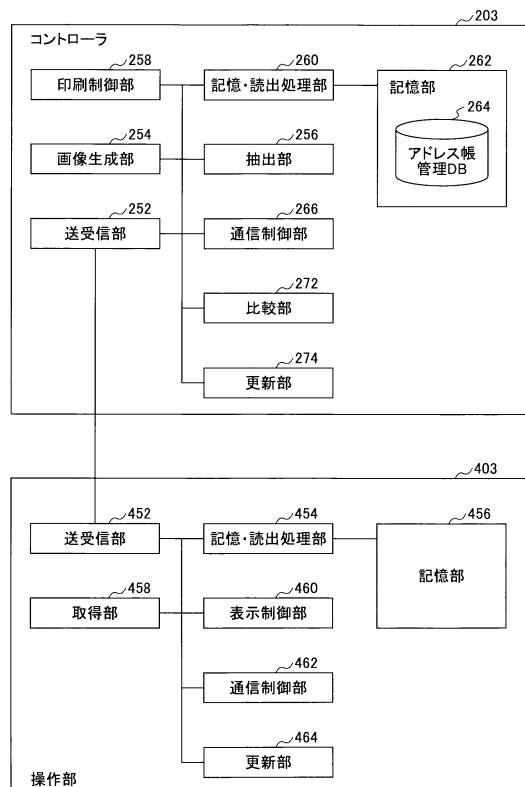 203
コントローラ
258
印刷制御部
260
記憶・読出処理部
262
記憶部
264
アドレス帳
管理DB
254
画像生成部
256
抽出部
252
送受信部
266
通信制御部
272
比較部
274
更新部
403
452
送受信部
454
記憶・読出処理部
456
記憶部
458
取得部
460
表示制御部
462
通信制御部
464
更新部
操作部